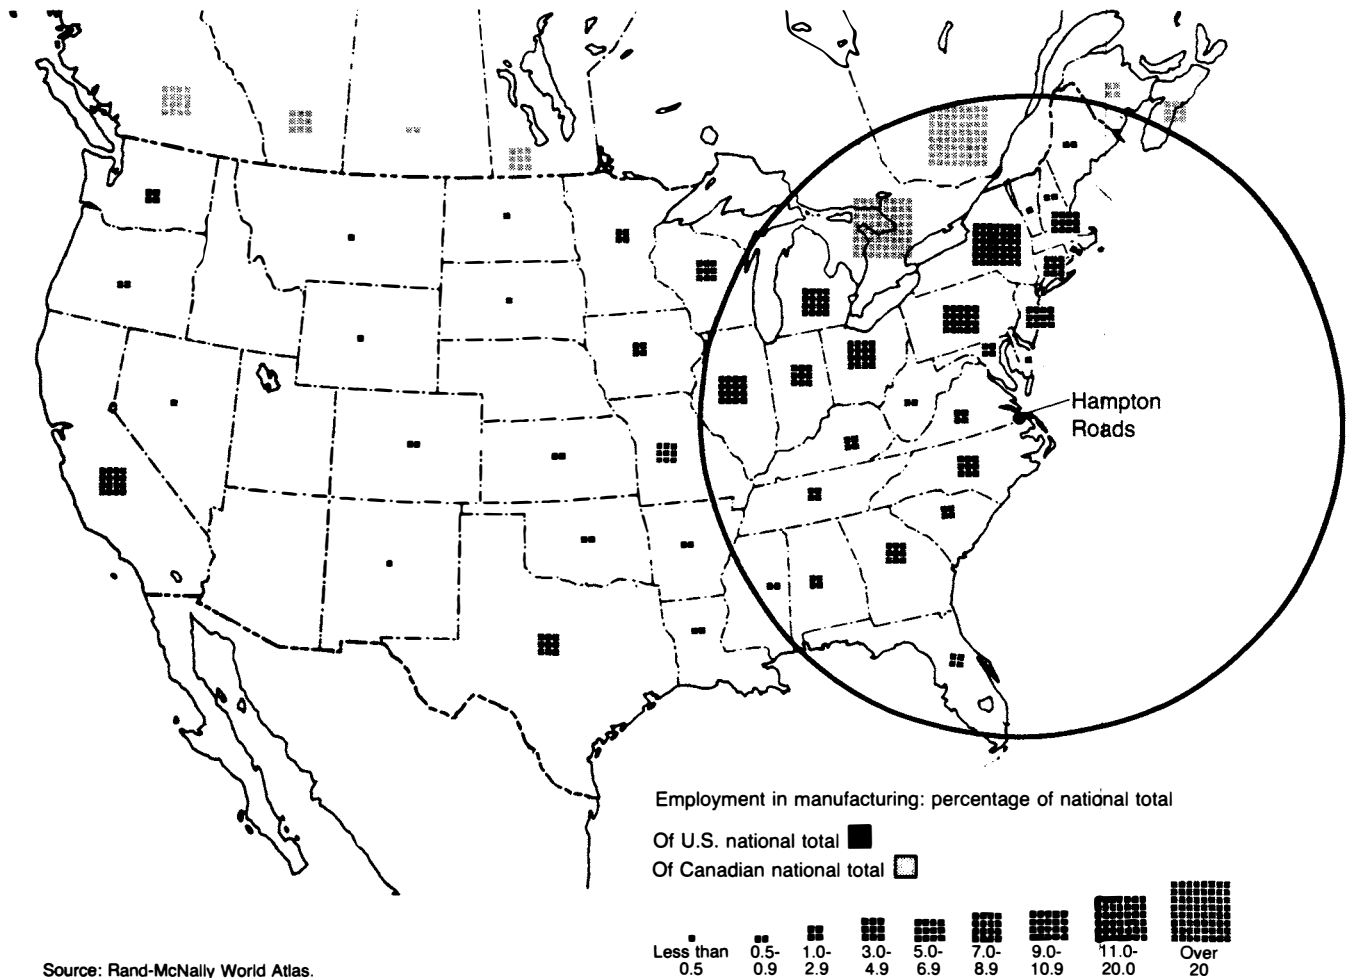 Hampton
Roads
Employment in manufacturing: percentage of national total
Of U.S. national total
Of Canadian national total
Less than 0.5- 1.0- 3.0- 5.0- 7.0- 9.0- 11.0- Over
0.5 0.9 2.9 4.9 6.9 8.9 10.9 20.0 20
Source: Rand-McNally World Atlas.